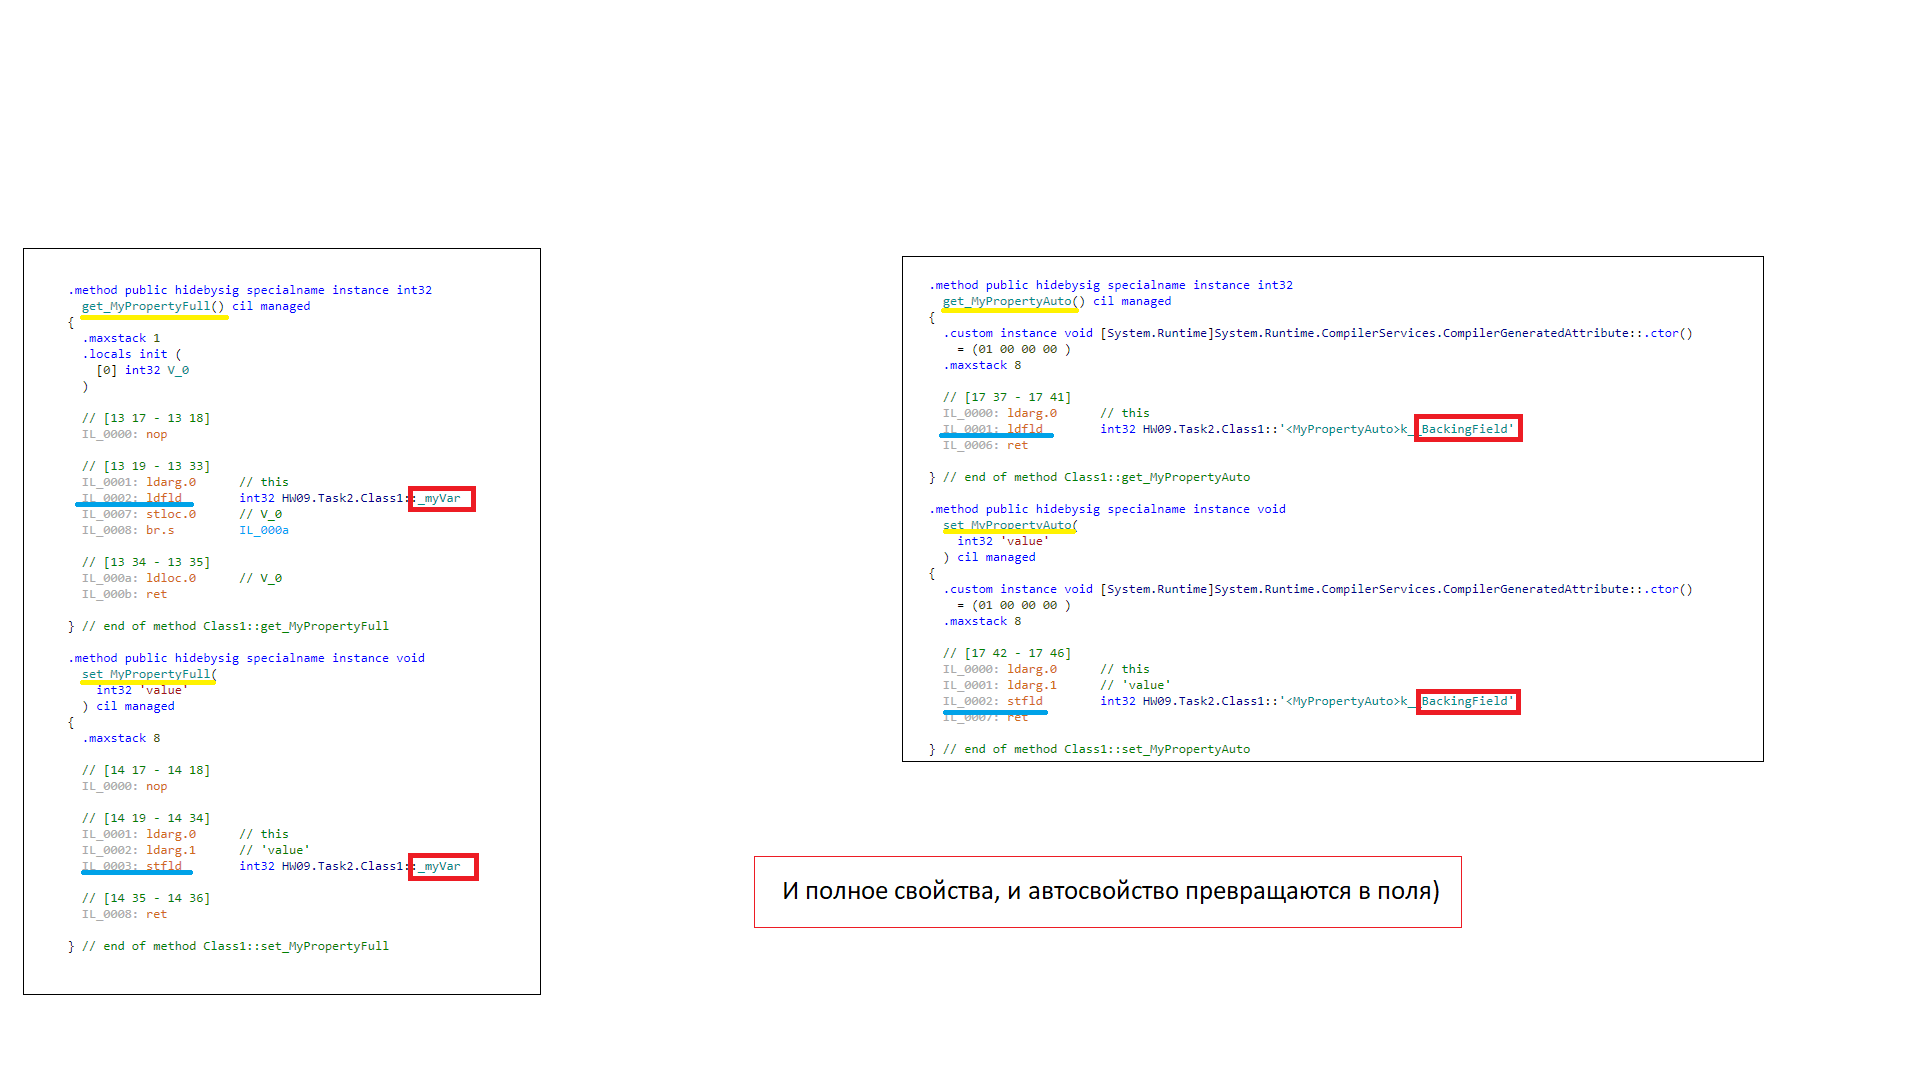 .method public hidebysig specialname instance int32
get_MyPropertyFull() cil managed
{
.maxstack 1
.locals init (
[0] int32 V_0
)
// [13 17 - 13 18]
IL_0000: nop
// [13 19 - 13 33]
IL_0001: ldarg.0 // this
IL_0002: ldfld int32 HW09.Task2.Class1::_myVar
IL_0007: stloc.0 // V_0
IL_0008: br.s IL_000a
// [13 34 - 13 35]
IL_000a: ldloc.0 // V_0
IL_000b: ret
} // end of method Class1::get_MyPropertyFull
.method public hidebysig specialname instance void
set_MyPropertyFull(
int32 'value'
) cil managed
{
.maxstack 8
// [14 17 - 14 18]
IL_0000: nop
// [14 19 - 14 34]
IL_0001: ldarg.0 // this
IL_0002: ldarg.1 // 'value'
IL_0003: stfld int32 HW09.Task2.Class1::_myVar
// [14 35 - 14 36]
IL_0008: ret
} // end of method Class1::set_MyPropertyFull
.method public hidebysig specialname instance int32
get_MyPropertyAuto() cil managed
{
.custom instance void [System.Runtime]System.Runtime.CompilerServices.CompilerGeneratedAttribute::.ctor()
= (01 00 00 00 )
.maxstack 8
// [17 37 - 17 41]
IL_0000: ldarg.0 // this
IL_0001: ldfld int32 HW09.Task2.Class1::'<MyPropertyAuto>k__BackingField'
IL_0006: ret
} // end of method Class1::get_MyPropertyAuto
.method public hidebysig specialname instance void
set_MyPropertyAuto(
int32 'value'
) cil managed
{
.custom instance void [System.Runtime]System.Runtime.CompilerServices.CompilerGeneratedAttribute::.ctor()
= (01 00 00 00 )
.maxstack 8
// [17 42 - 17 46]
IL_0000: ldarg.0 // this
IL_0001: ldarg.1 // 'value'
IL_0002: stfld int32 HW09.Task2.Class1::'<MyPropertyAuto>k__BackingField'
IL_0007: ret
} // end of method Class1::set_MyPropertyAuto
И полное свойства, и автосвойство превращаются в поля)